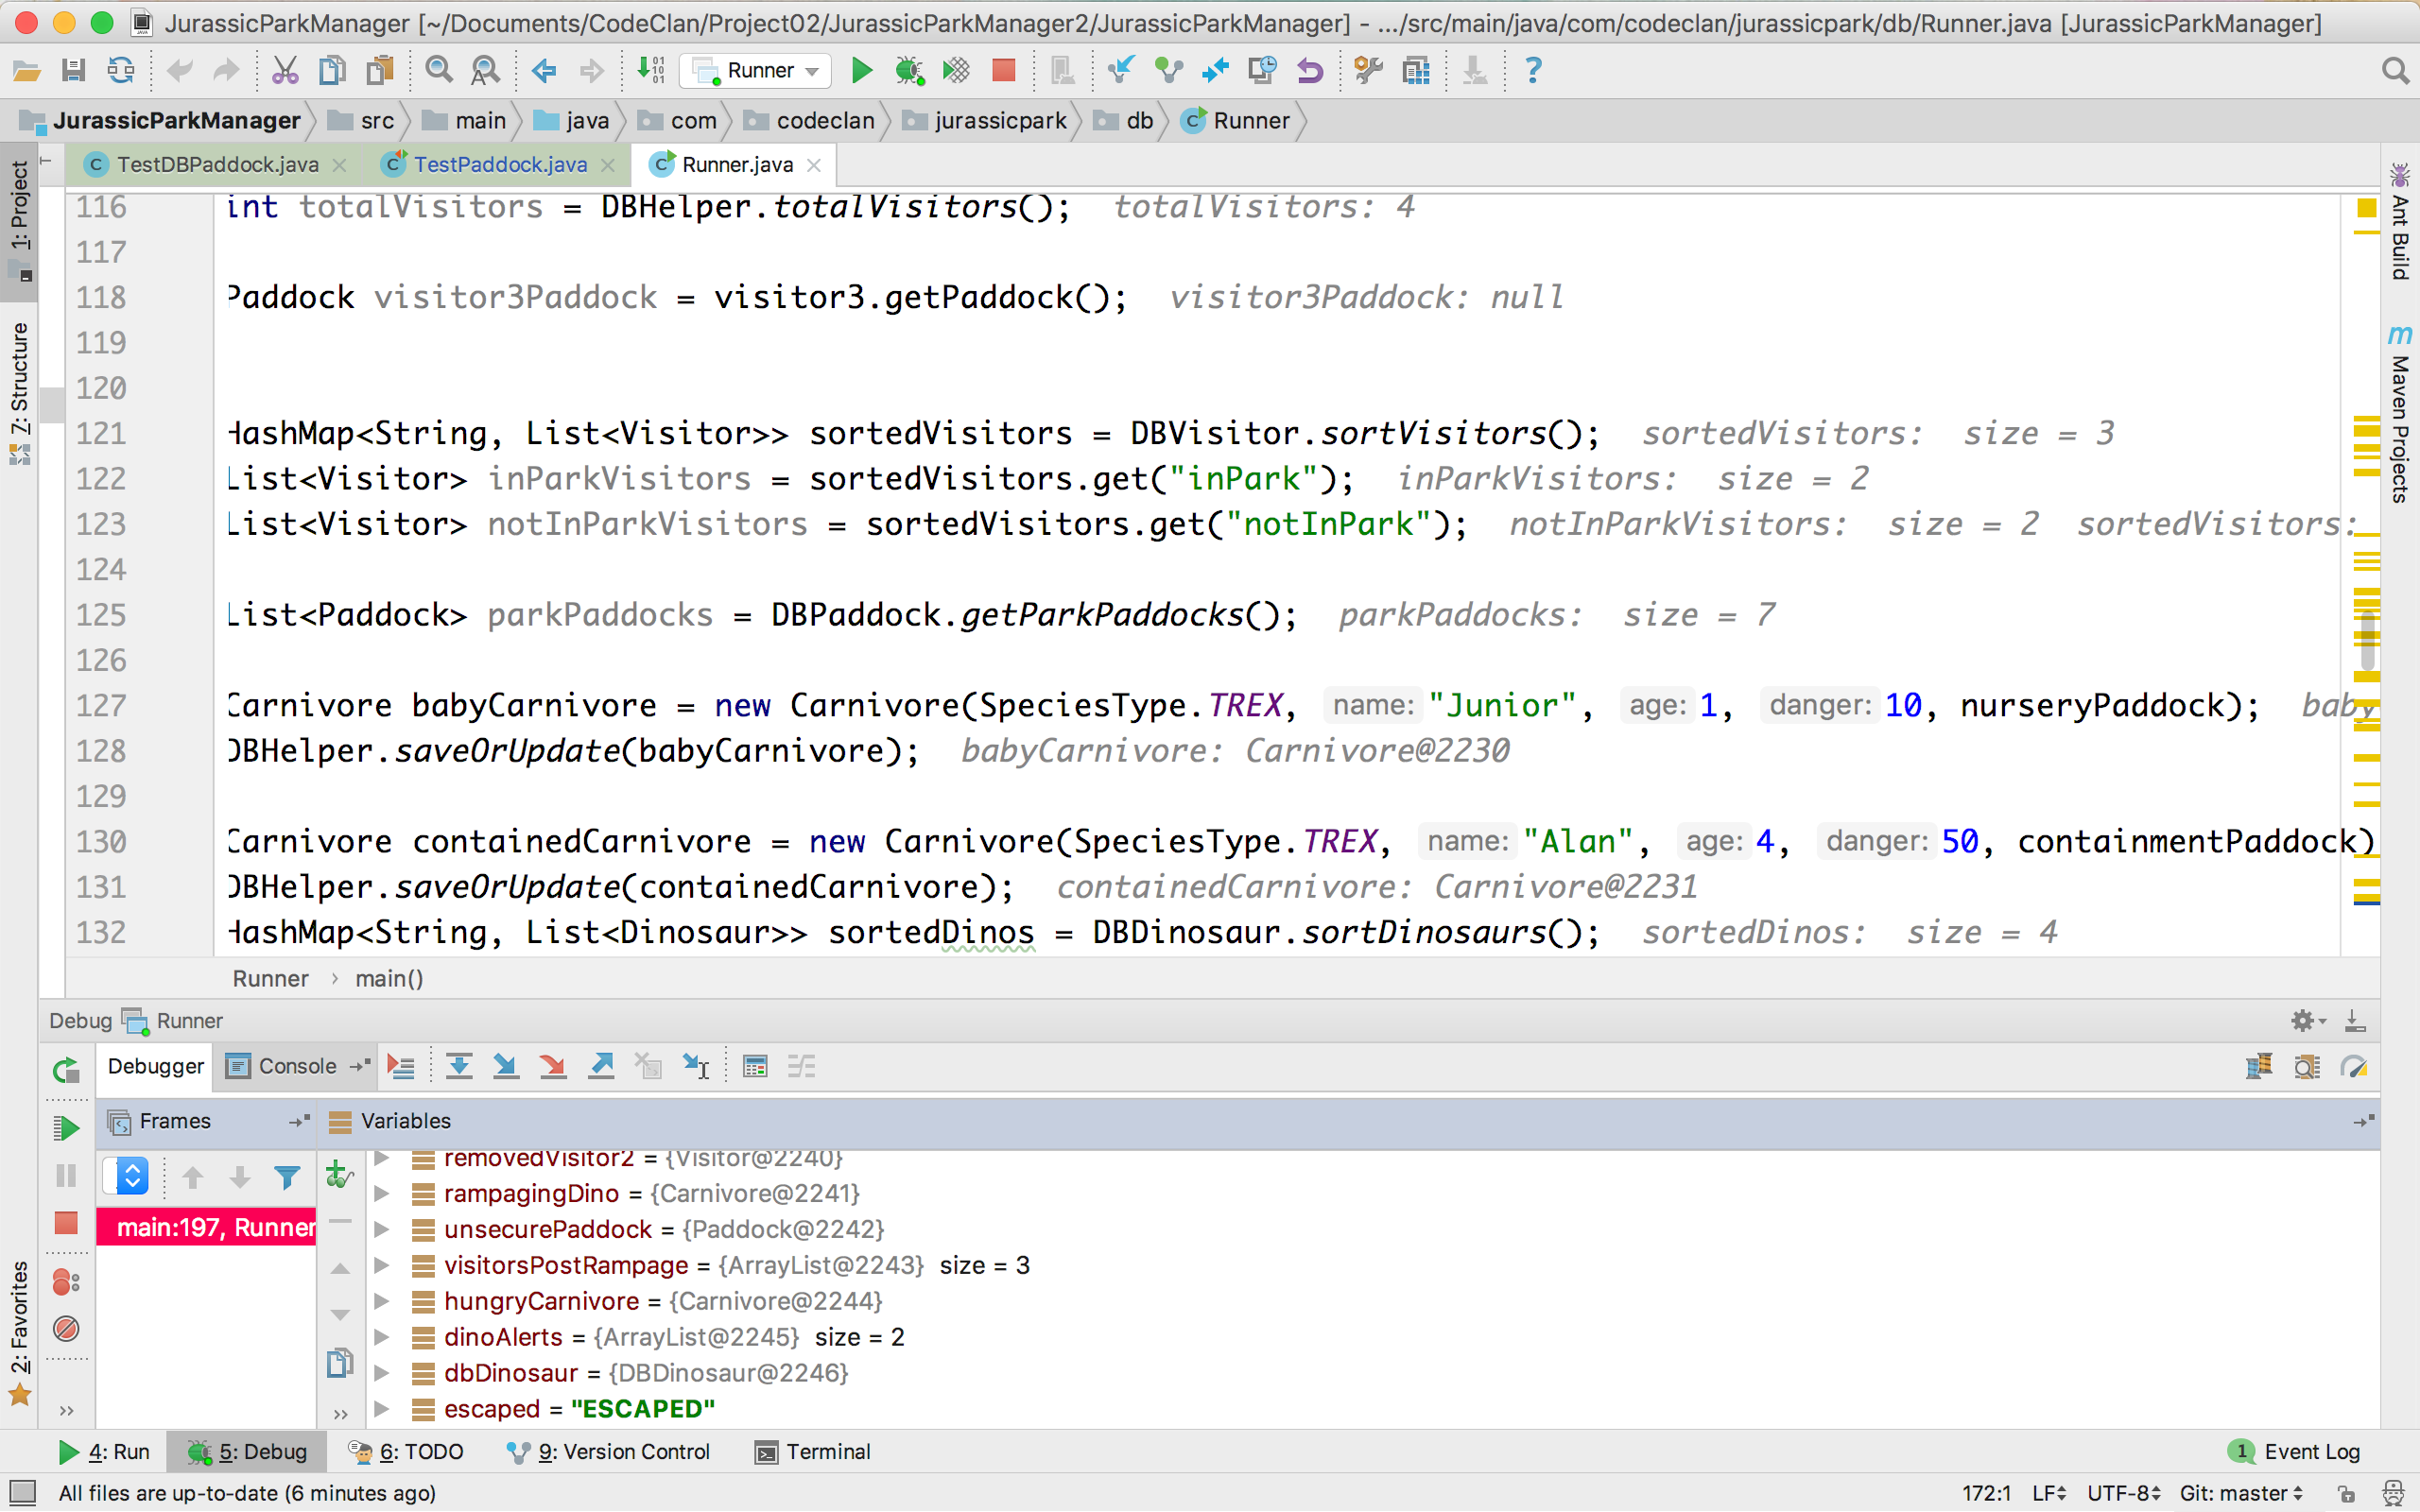 JurassicParkManager [~/Documents/CodeClan/Project02/JurassicParkManager2/JurassicParkManager] - .../src/main/java/com/codeclan/jurassicpark/db/Runner.java [JurassicParkManager]
Runner
JurassicParkManager src main java com codeclan jurassicpark db Runner
TestDBPaddock.java TestPaddock.java Runner.java
1: Project
7: Structure
2: Favorites
Ant Build
Maven Projects
116 int totalVisitors = DBHelper.totalVisitors(); totalVisitors: 4
117
118 Paddock visitor3Paddock = visitor3.getPaddock(); visitor3Paddock: null
119
120
121 HashMap<String, List<Visitor>> sortedVisitors = DBVisitor.sortVisitors(); sortedVisitors: size = 3
122 List<Visitor> inParkVisitors = sortedVisitors.get("inPark"); inParkVisitors: size = 2
123 List<Visitor> notInParkVisitors = sortedVisitors.get("notInPark"); notInParkVisitors: size = 2 sortedVisitors:
124
125 List<Paddock> parkPaddocks = DBPaddock.getParkPaddocks(); parkPaddocks: size = 7
126
127 Carnivore babyCarnivore = new Carnivore(SpeciesType.TREX, name: "Junior", age: 1, danger: 10, nurseryPaddock); baby
128 DBHelper.saveOrUpdate(babyCarnivore); babyCarnivore: Carnivore@2230
129
130 Carnivore containedCarnivore = new Carnivore(SpeciesType.TREX, name: "Alan", age: 4, danger: 50, containmentPaddock)
131 DBHelper.saveOrUpdate(containedCarnivore); containedCarnivore: Carnivore@2231
132 HashMap<String, List<Dinosaur>> sortedDinos = DBDinosaur.sortDinosaurs(); sortedDinos: size = 4
Runner › main()
Debug Runner
Debugger Console
Frames Variables
main:197, Runner
removedVisitor2 = {Visitor@2240}
rampagingDino = {Carnivore@2241}
unsecurePaddock = {Paddock@2242}
visitorsPostRampage = {ArrayList@2243} size = 3
hungryCarnivore = {Carnivore@2244}
dinoAlerts = {ArrayList@2245} size = 2
dbDinosaur = {DBDinosaur@2246}
escaped = "ESCAPED"
4: Run 5: Debug 6: TODO 9: Version Control Terminal 1 Event Log
All files are up-to-date (6 minutes ago) 172:1 LF UTF-8 Git: master